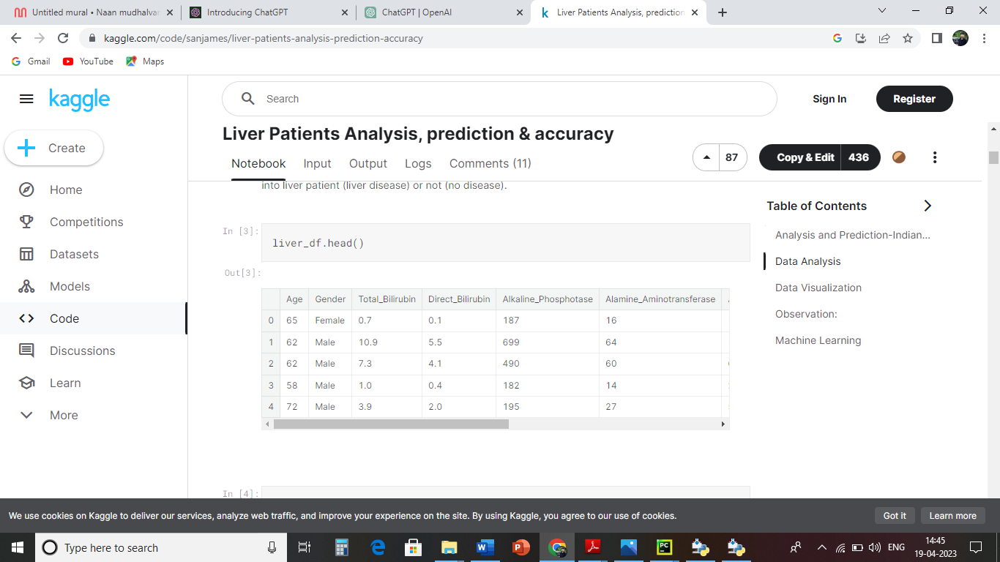 Untitled mural • Naan mudhalvan
Introducing ChatGPT
ChatGPT | OpenAI
Liver Patients Analysis, prediction
kaggle.com/code/sanjames/liver-patients-analysis-prediction-accuracy
Gmail YouTube Maps
kaggle
Search
Sign In
Register
Liver Patients Analysis, prediction & accuracy
Create
87
Copy & Edit 436
Notebook Input Output Logs Comments (11)
Home
Competitions
Datasets
Models
Code
Discussions
Learn
More
into liver patient (liver disease) or not (no disease).
In [3]:
liver_df.head()
Out[3]:
Age Gender Total_Bilirubin Direct_Bilirubin Alkaline_Phosphotase Alamine_Aminotransferase
0 65 Female 0.7 0.1 187 16
1 62 Male 10.9 5.5 699 64
2 62 Male 7.3 4.1 490 60
3 58 Male 1.0 0.4 182 14
4 72 Male 3.9 2.0 195 27
In [4]:
Table of Contents
Analysis and Prediction-Indian...
Data Analysis
Data Visualization
Observation:
Machine Learning
We use cookies on Kaggle to deliver our services, analyze web traffic, and improve your experience on the site. By using Kaggle, you agree to our use of cookies.
Got it
Learn more
Type here to search
ENG
14:45
19-04-2023